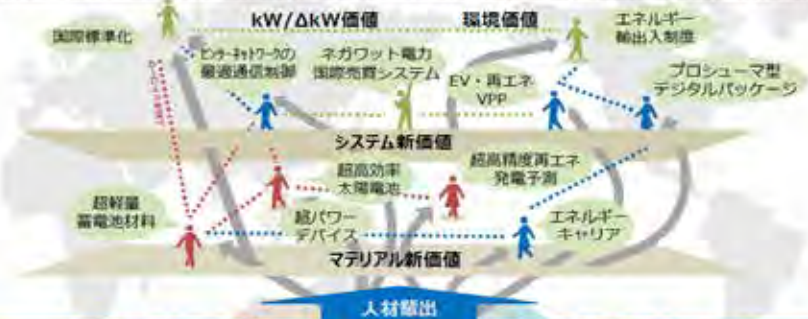 kW/ΔkW価値
環境価値
エネルギー
輸出入制度
国際標準化
センサーネットワークの
最適通信制御
ネガワット電力
国際売買システム
EV・再エネ
VPP
プロシューマ型
デジタルパッケージ
システム新価値
超高効率
太陽電池
超高精度再エネ
発電予測
超軽量
蓄電池材料
超パワー
デバイス
エネルギー
キャリア
マテリアル新価値
人材輩出